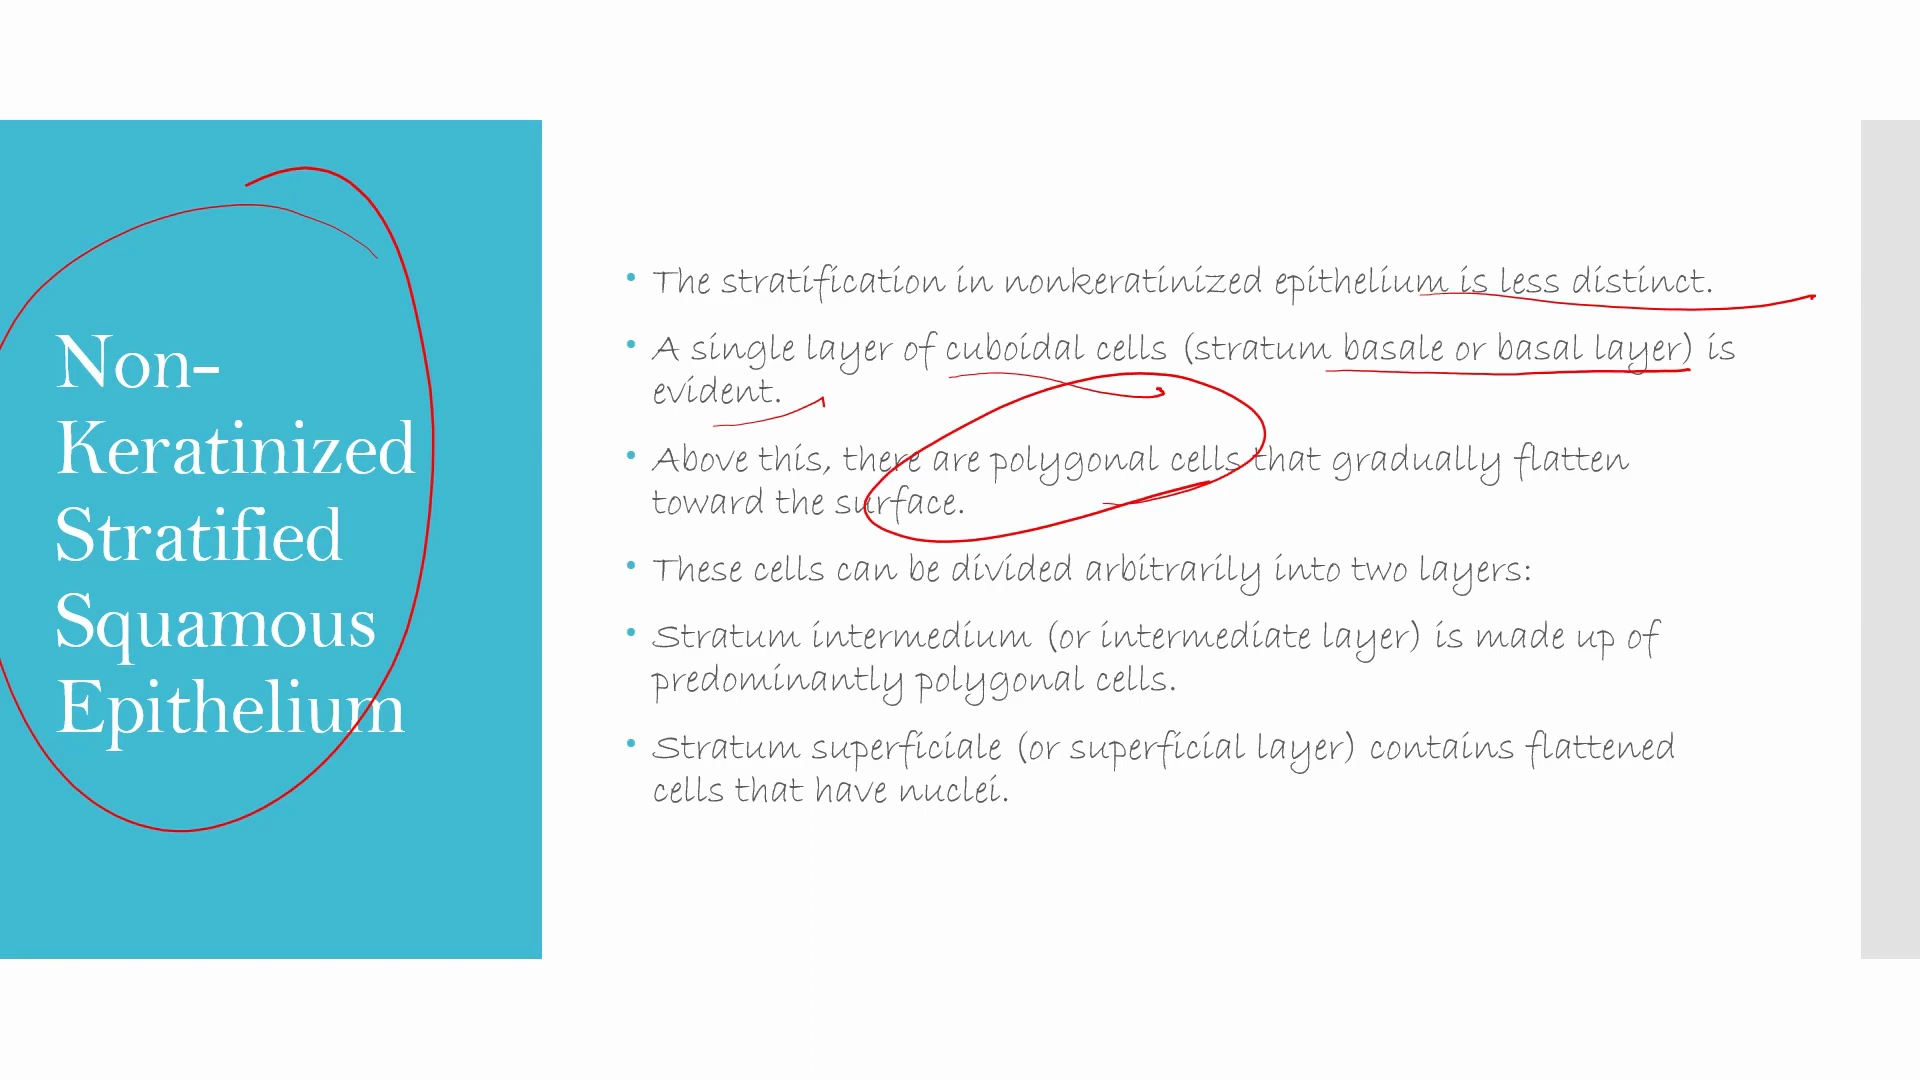 Non-
Keratinized
Stratified
Squamous
Epithelium
• The stratification in nonkeratinized epithelium is less distinct.
• A single layer of cuboidal cells (stratum basale or basal layer) is
evident.
• Above this, there are polygonal cells that gradually flatten
toward the surface.
• These cells can be divided arbitrarily into two layers:
• Stratum intermedium (or intermediate layer) is made up of
predominantly polygonal cells.
• Stratum superficiale (or superficial layer) contains flattened
cells that have nuclei.